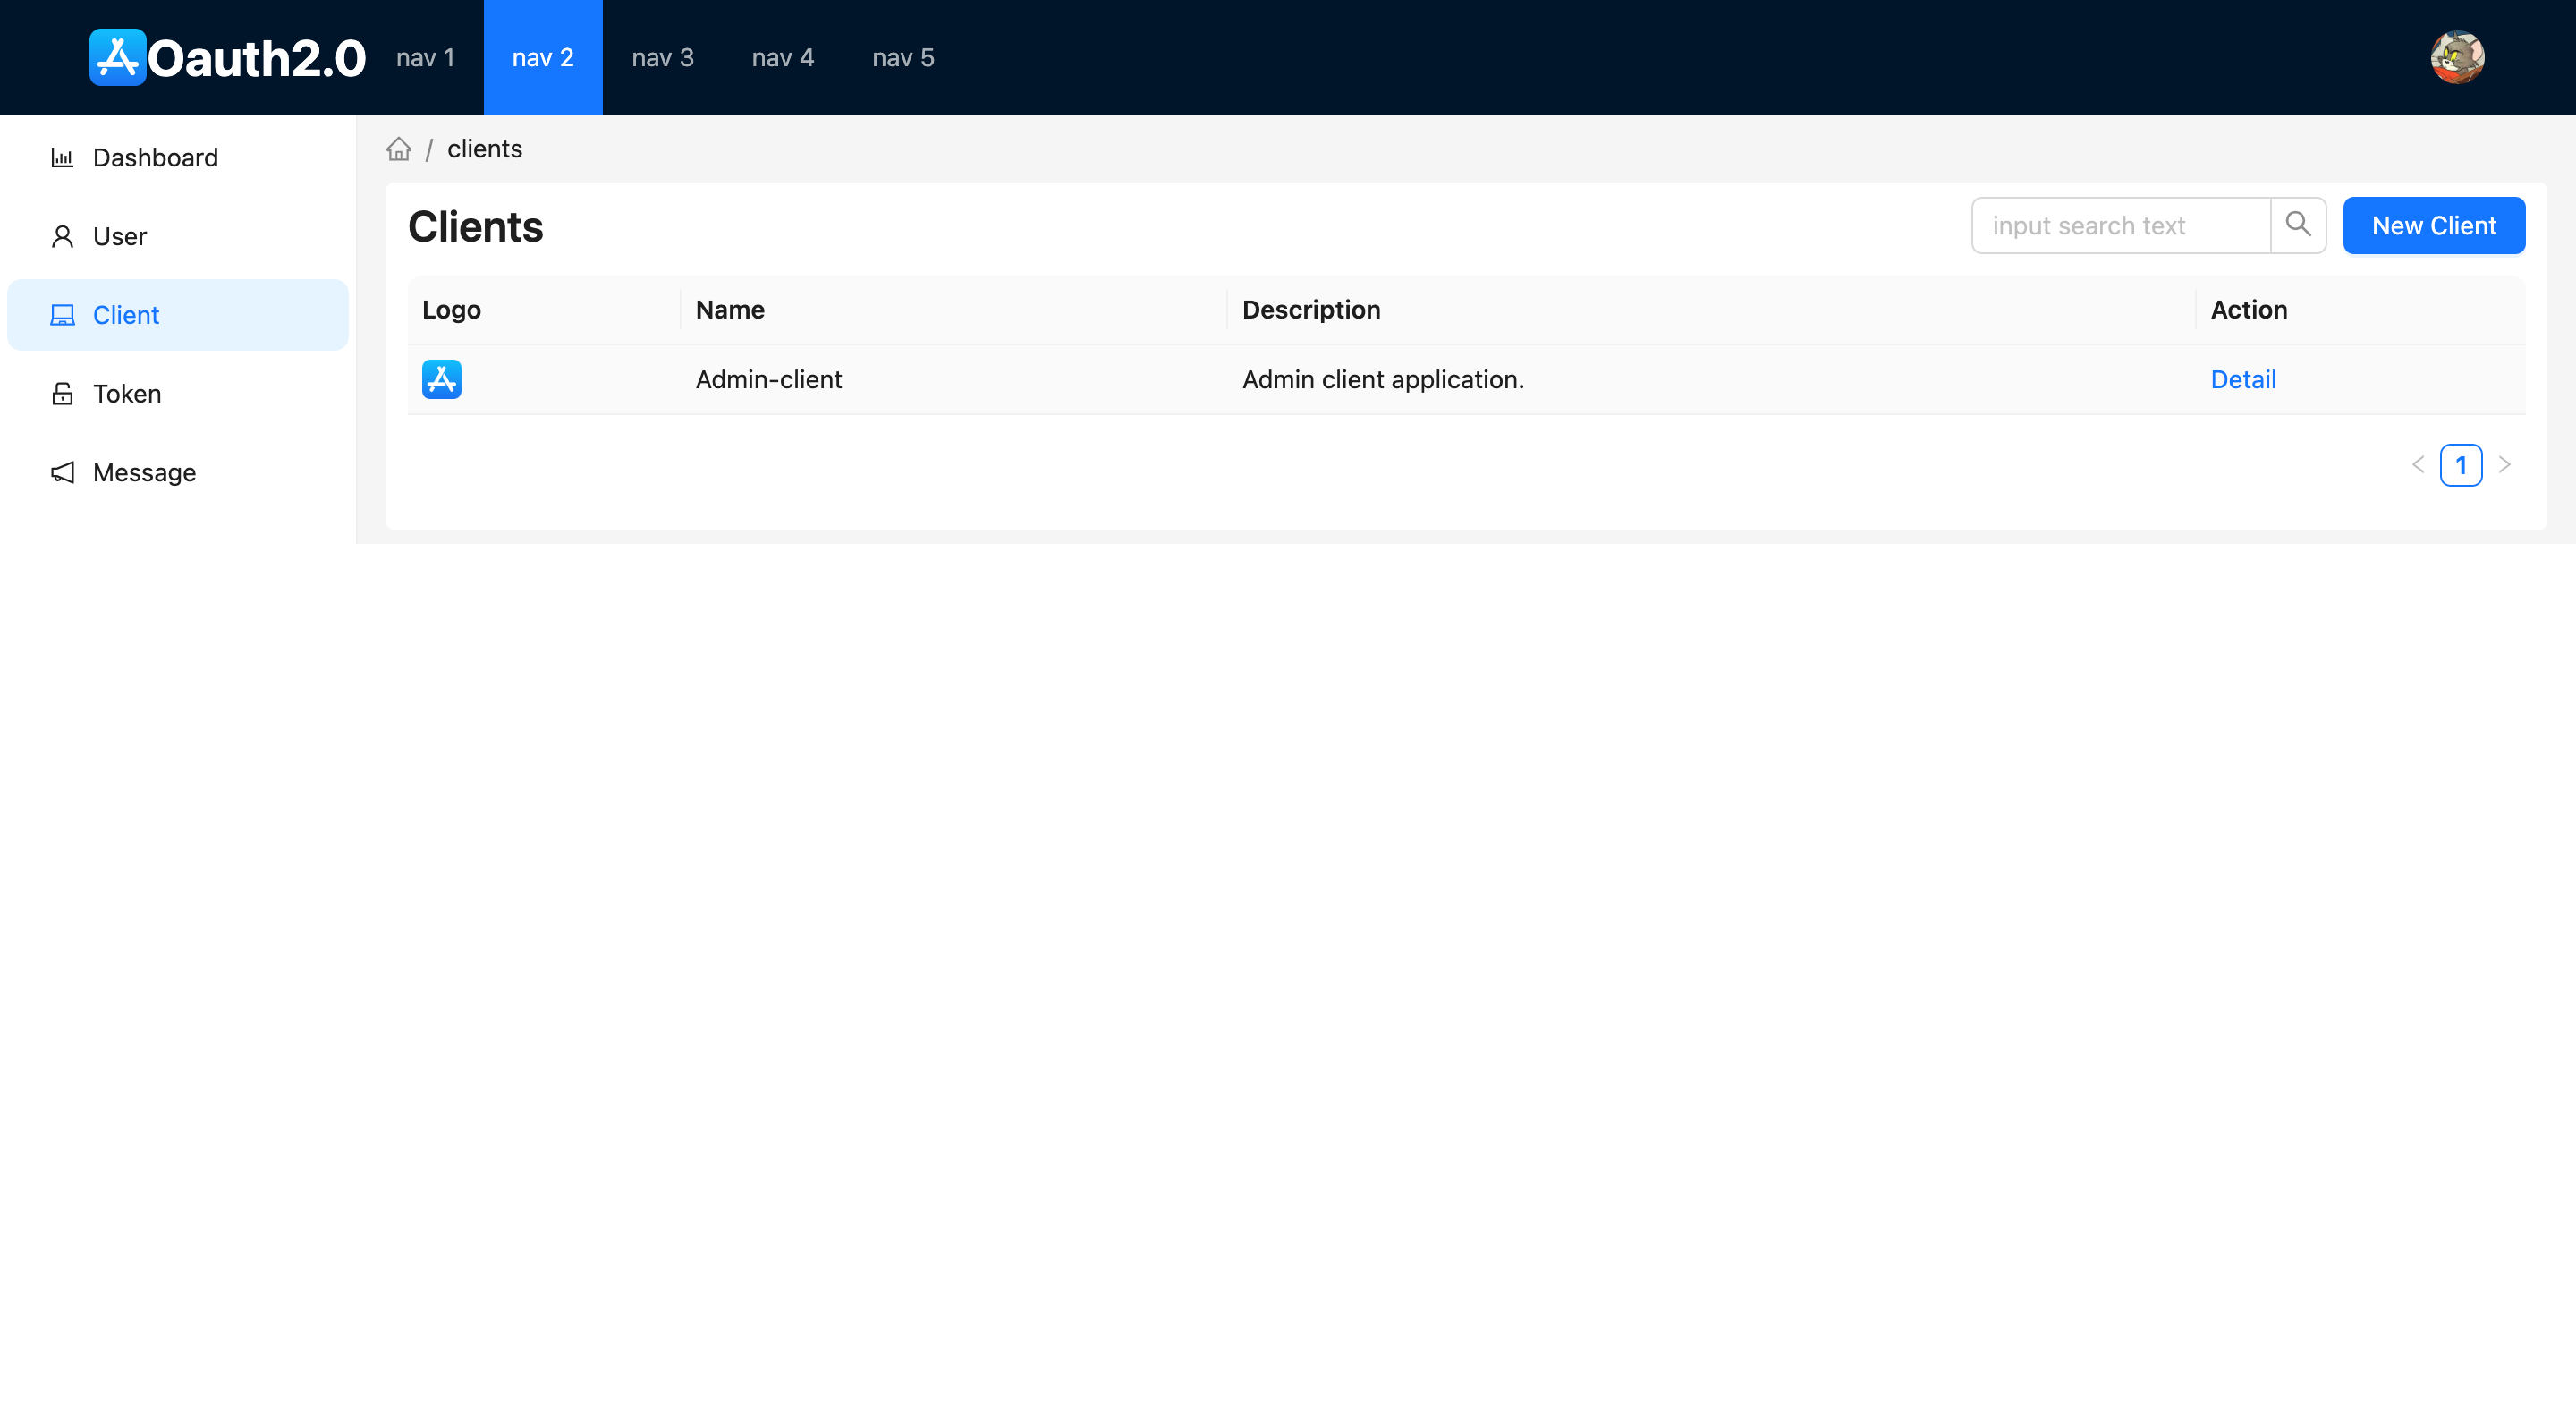 Oauth2.0 nav 1 nav 2 nav 3 nav 4 nav 5
Dashboard
User
Client
Token
Message
/ clients
Clients
input search text
New Client
Logo Name Description Action
Admin-client Admin client application. Detail
< 1 >